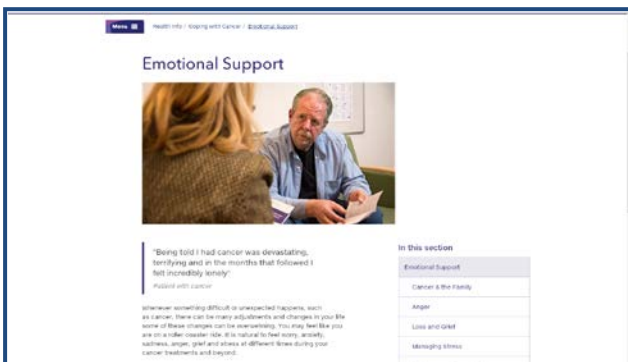 Menu
Health Info / Coping with Cancer / Emotional Support
Emotional Support
"Being told I had cancer was devastating,
terrifying and in the months that followed I
felt incredibly lonely"
Patient with cancer
Whenever something difficult or unexpected happens, such
as cancer, there can be many adjustments and changes in your life
some of these changes can be overwhelming. You may feel like you
are on a roller coaster ride. It is natural to feel worry, anxiety,
sadness, anger, grief and stress at different times during your
cancer treatments and beyond.
In this section
Emotional Support
Cancer & the Family
Anger
Loss and Grief
Managing Stress